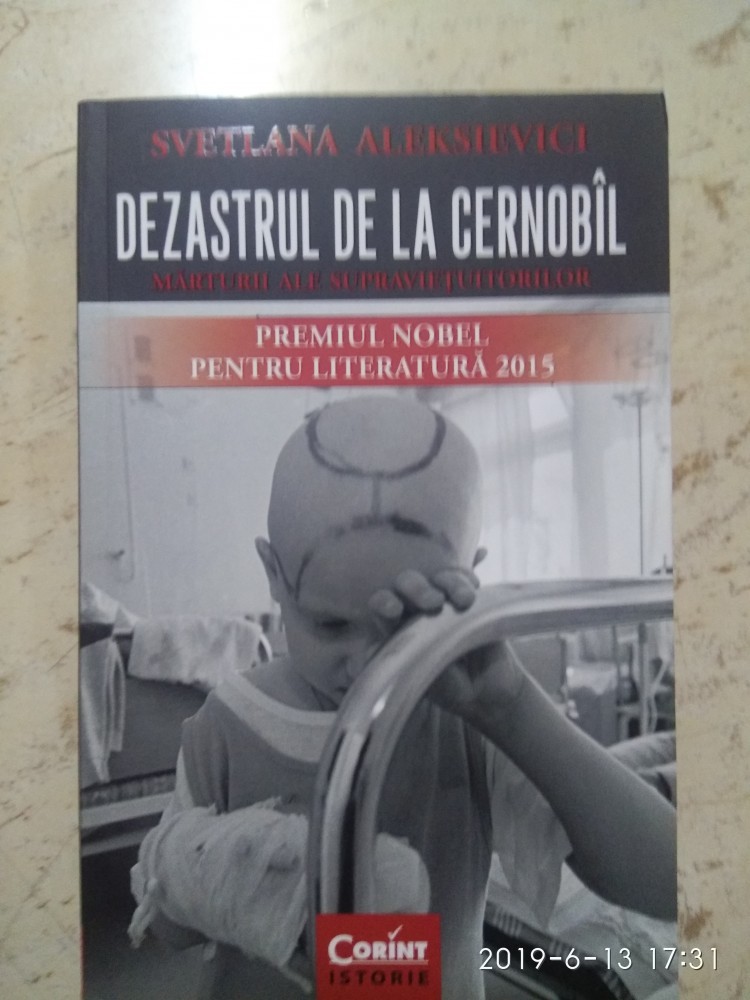 SVETLANA ALEKSIEVICI
DEZASTRUL DE LA CERNOBÎL
MĂRTURII ALE SUPRAVIEȚUITORILOR
PREMIUL NOBEL
PENTRU LITERATURĂ 2015
CORINT
ISTORIE
2019-6-13 17:31